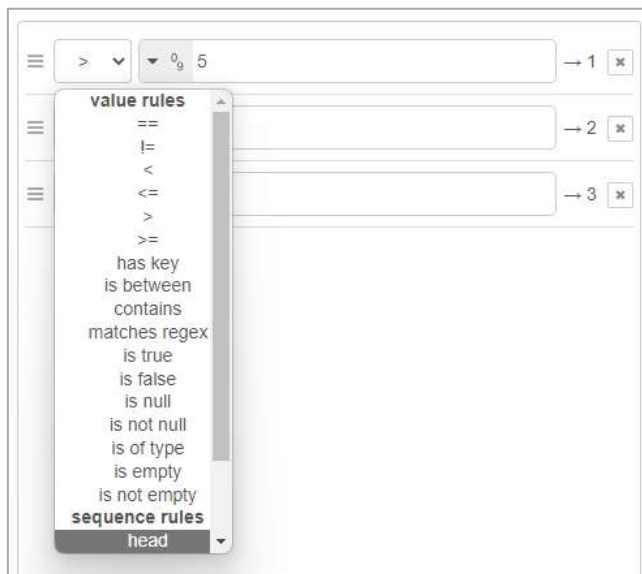 > 09 5 → 1
→ 2
→ 3
value rules
==
!=
<
<=
>
>=
has key
is between
contains
matches regex
is true
is false
is null
is not null
is of type
is empty
is not empty
sequence rules
head